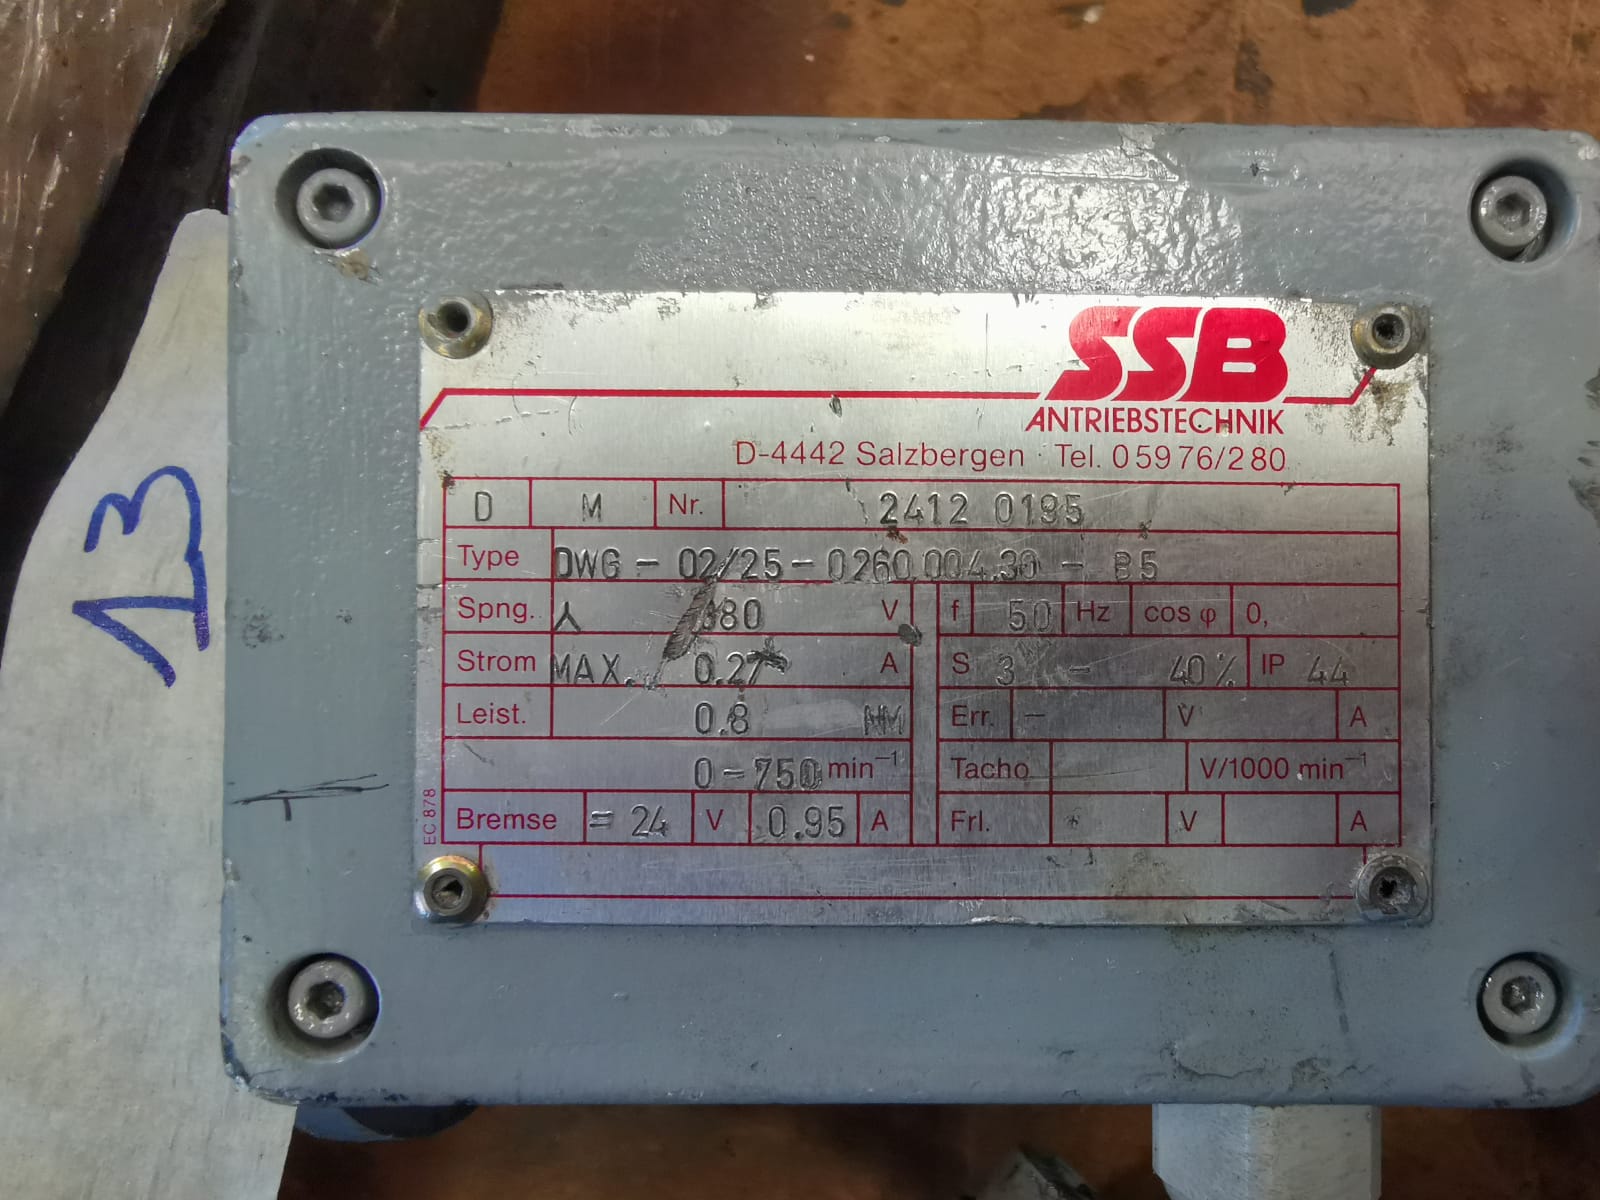 SSB
ANTRIEBSTECHNIK
D-4442 Salzbergen · Tel. 05976/280
D M Nr. 2412 0195
Type DWG - 02/25 - 0260.004.30 - B5
Spng. 380 V f 50 Hz cos φ 0,
Strom MAX. 0.27 A S 3 - 40 % IP 44
Leist. 0.8 NM Err. - V A
0-750 min⁻¹ Tacho V/1000 min⁻¹
Bremse = 24 V 0.95 A Frl. V A
EC 878
13